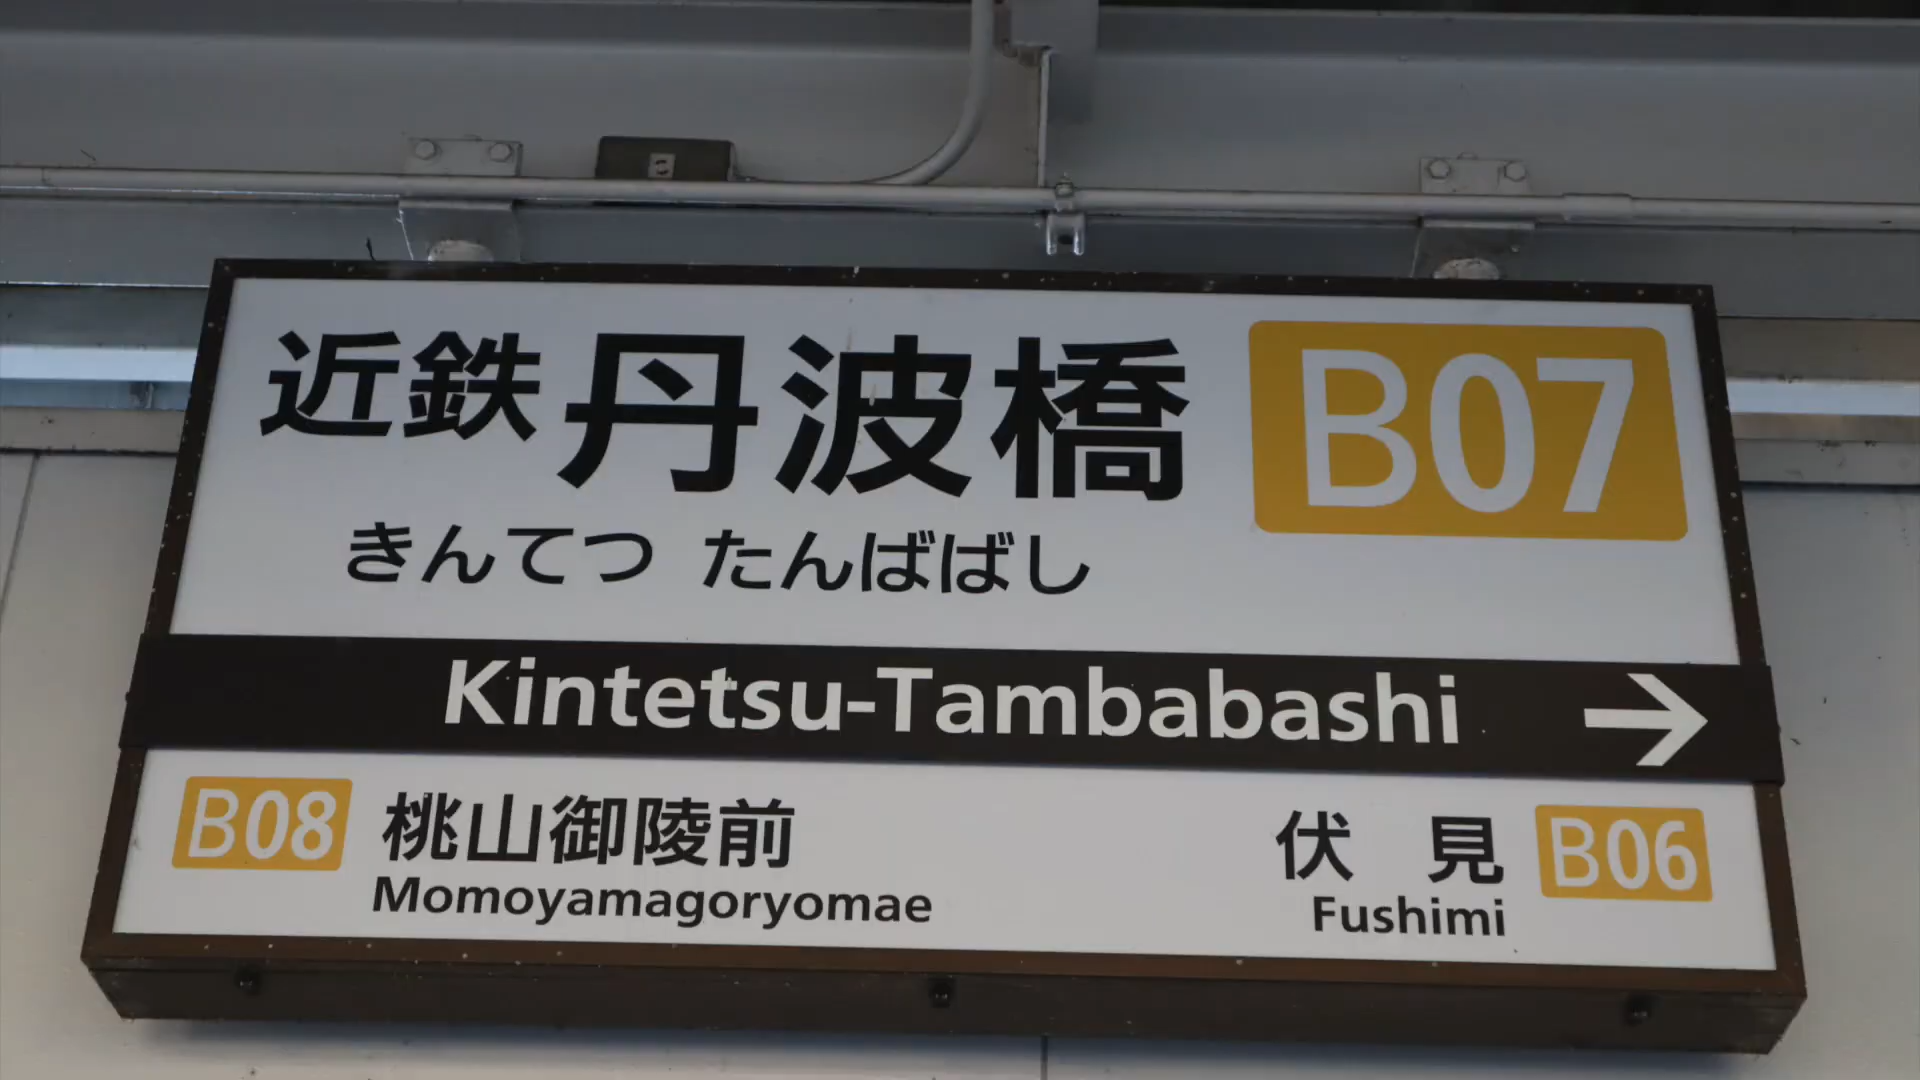 近鉄 丹波橋 B07
きんてつ たんばばし
Kintetsu-Tambabashi →
B08 桃山御陵前 伏見 B06
Momoyamagoryomae Fushimi